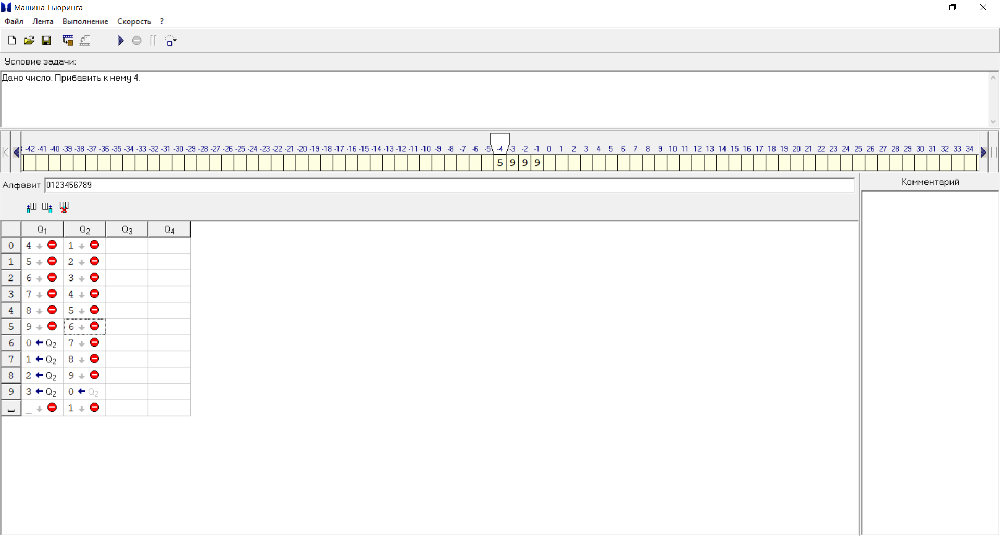 Машина Тьюринга
Файл Лента Выполнение Скорость ?
Условие задачи:
Дано число. Прибавить к нему 4.
-42 -41 -40 -39 -38 -37 -36 -35 -34 -33 -32 -31 -30 -29 -28 -27 -26 -25 -24 -23 -22 -21 -20 -19 -18 -17 -16 -15 -14 -13 -12 -11 -10 -9 -8 -7 -6 -5 -4 -3 -2 -1 0 1 2 3 4 5 6 7 8 9 10 11 12 13 14 15 16 17 18 19 20 21 22 23 24 25 26 27 28 29 30 31 32 33 34
5 9 9 9
Алфавит 0123456789
Комментарий
Q1 Q2 Q3 Q4
0 4 1
1 5 2
2 6 3
3 7 4
4 8 5
5 9 6
6 0 Q2 7
7 1 Q2 8
8 2 Q2 9
9 3 Q2 0 Q2
_ 1